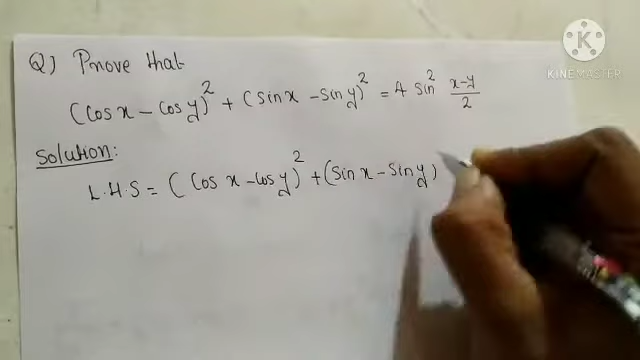 Q) Prove that
(Cos x - Cos y)² + (Sin x - Sin y)² = 4 Sin² x-y/2
Solution:
L.H.S = (Cos x - Cos y)² + (Sin x - Sin y)
KINEMASTER